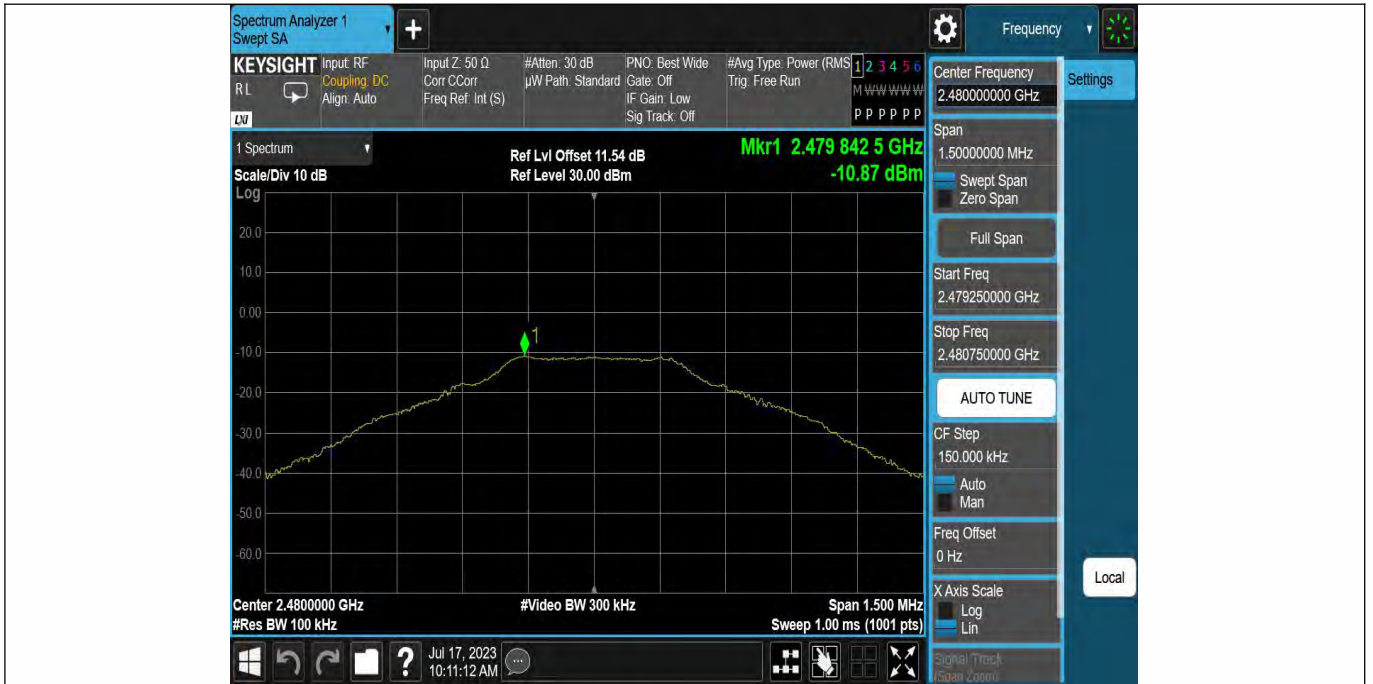 Spectrum Analyzer 1
Swept SA
+
Frequency
KEYSIGHT
RL
LXI
Input: RF
Coupling: DC
Align: Auto
Input Z: 50 Ω
Corr CCorr
Freq Ref: Int (S)
#Atten: 30 dB
µW Path: Standard
PNO: Best Wide
Gate: Off
IF Gain: Low
Sig Track: Off
#Avg Type: Power (RMS
Trig: Free Run
1 2 3 4 5 6
M W W W W W
P P P P P P
Center Frequency
2.480000000 GHz
Settings
Span
1.50000000 MHz
Swept Span
Zero Span
Full Span
Start Freq
2.479250000 GHz
Stop Freq
2.480750000 GHz
AUTO TUNE
CF Step
150.000 kHz
Auto
Man
Freq Offset
0 Hz
X Axis Scale
Log
Lin
Signal Track
(Span Zoom)
Local
1 Spectrum
Scale/Div 10 dB
Ref Lvl Offset 11.54 dB
Ref Level 30.00 dBm
Mkr1 2.479 842 5 GHz
-10.87 dBm
Log
20.0
10.0
0.00
-10.0
-20.0
-30.0
-40.0
-50.0
-60.0
1
Center 2.4800000 GHz
#Res BW 100 kHz
#Video BW 300 kHz
Span 1.500 MHz
Sweep 1.00 ms (1001 pts)
?
Jul 17, 2023
10:11:12 AM